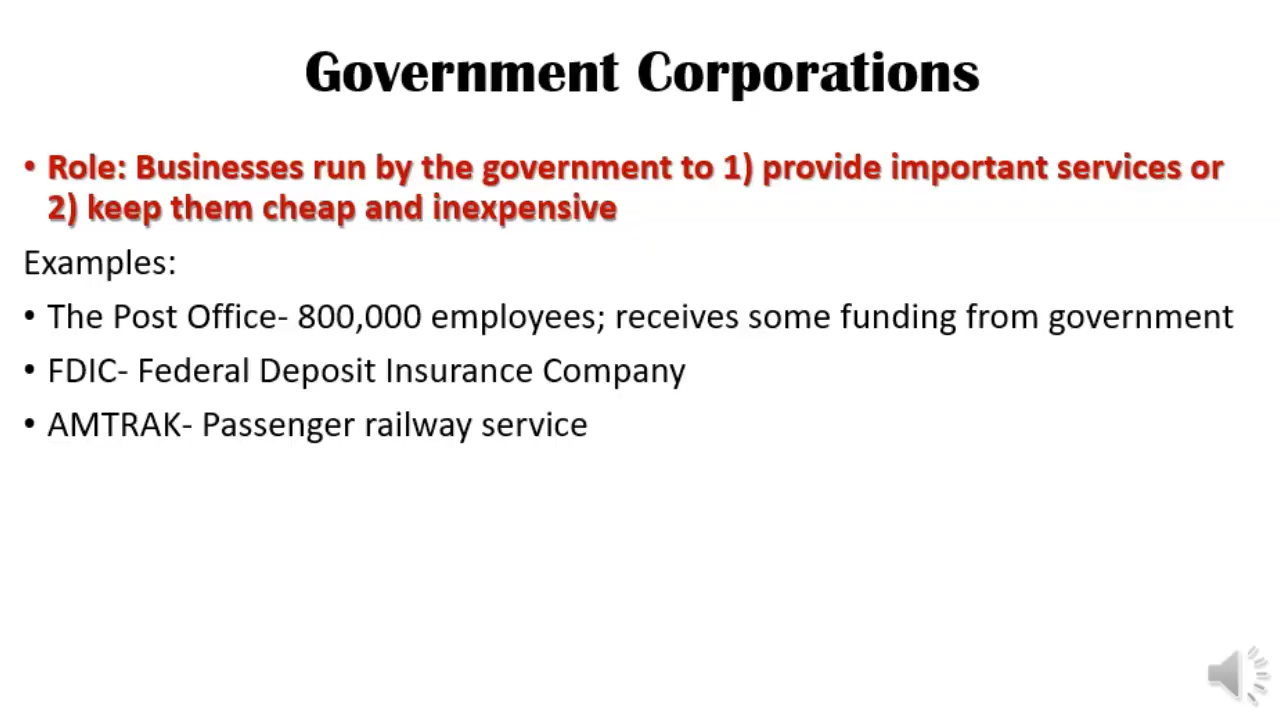 Government Corporations
• Role: Businesses run by the government to 1) provide important services or
2) keep them cheap and inexpensive
Examples:
• The Post Office- 800,000 employees; receives some funding from government
• FDIC- Federal Deposit Insurance Company
• AMTRAK- Passenger railway service